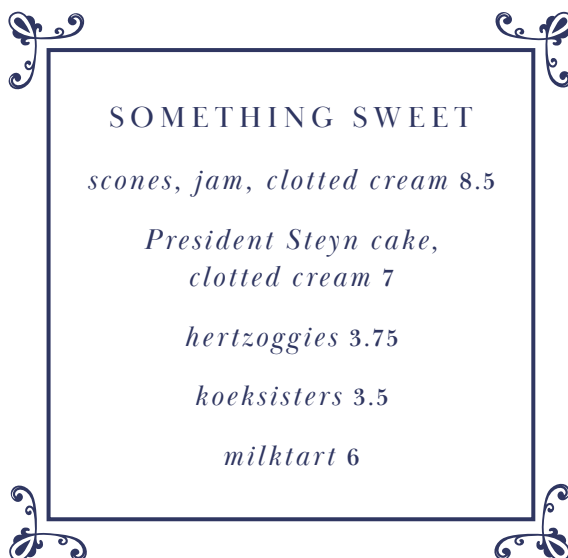 SOMETHING SWEET
scones, jam, clotted cream 8.5
President Steyn cake,
clotted cream 7
hertzoggies 3.75
koeksisters 3.5
milktart 6